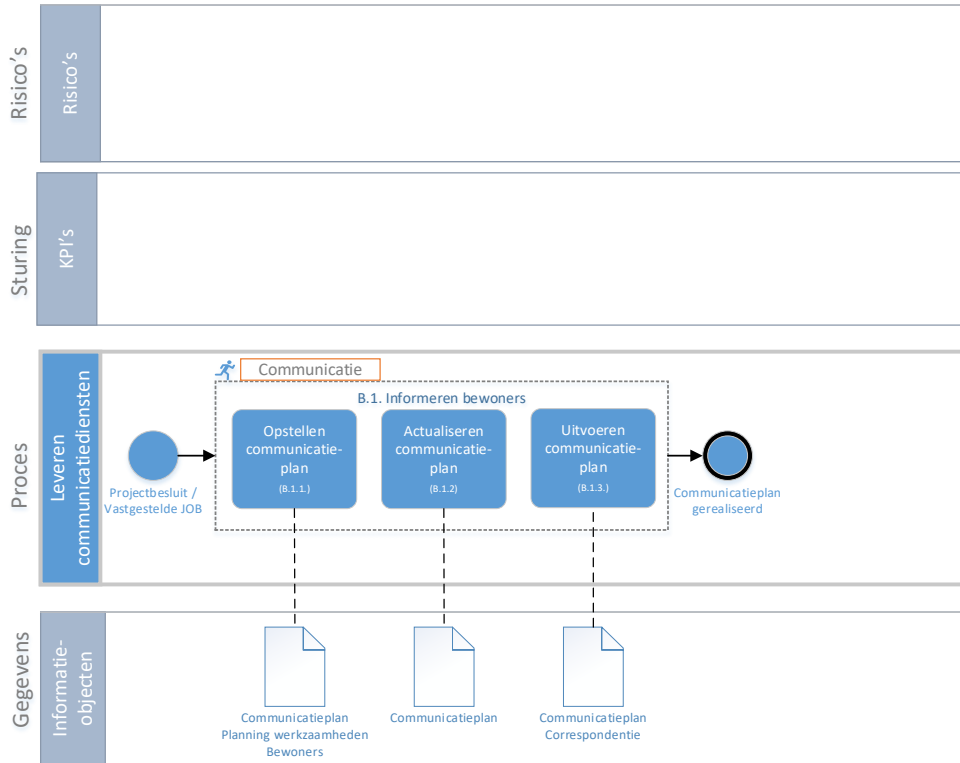 Risico's
Risico's
Sturing
KPI's
Proces
Leveren
communicatiediensten
Communicatie
B.1. Informeren bewoners
Opstellen
communicatie-
plan
(B.1.1.)
Actualiseren
communicatie-
plan
(B.1.2)
Uitvoeren
communicatie-
plan
(B.1.3.)
Projectbesluit /
Vastgestelde JOB
Communicatieplan
gerealiseerd
Gegevens
Informatie-
objecten
Communicatieplan
Planning werkzaamheden
Bewoners
Communicatieplan
Communicatieplan
Correspondentie